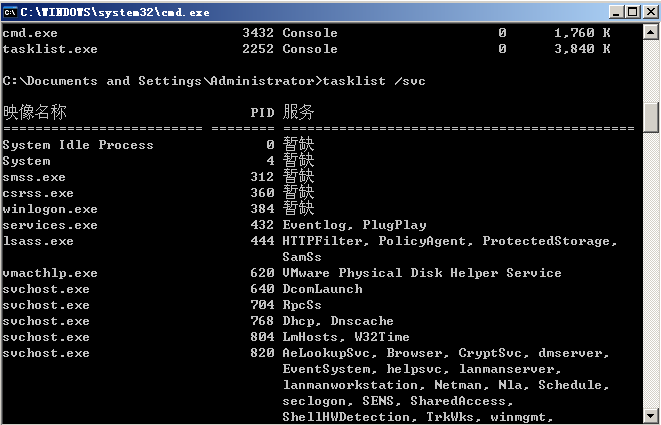 C:\WINDOWS\system32\cmd.exe
cmd.exe 3432 Console 0 1,760 K
tasklist.exe 2252 Console 0 3,840 K
C:\Documents and Settings\Administrator>tasklist /svc
映像名称 PID 服务
========================= ======== ============================================
System Idle Process 0 暂缺
System 4 暂缺
smss.exe 312 暂缺
csrss.exe 360 暂缺
winlogon.exe 384 暂缺
services.exe 432 Eventlog, PlugPlay
lsass.exe 444 HTTPFilter, PolicyAgent, ProtectedStorage,
SamSs
vmacthlp.exe 620 VMware Physical Disk Helper Service
svchost.exe 640 DcomLaunch
svchost.exe 704 RpcSs
svchost.exe 768 Dhcp, Dnscache
svchost.exe 804 LmHosts, W32Time
svchost.exe 820 AeLookupSvc, Browser, CryptSvc, dmserver,
EventSystem, helpsvc, lanmanserver,
lanmanworkstation, Netman, Nla, Schedule,
seclogon, SENS, SharedAccess,
ShellHWDetection, TrkWks, winmgmt,